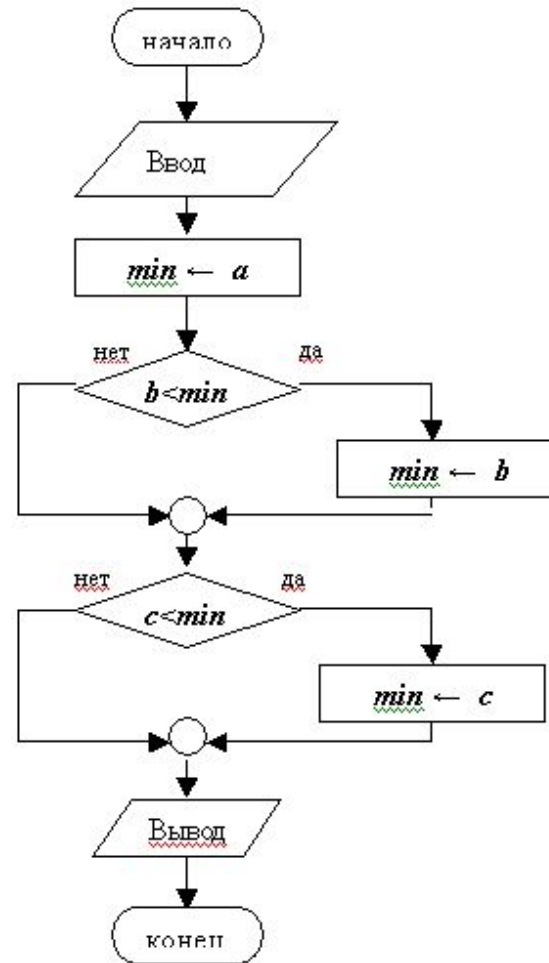 начало
Ввод
min ← a
нет
да
b<min
min ← b
нет
да
c<min
min ← c
Вывод
конец